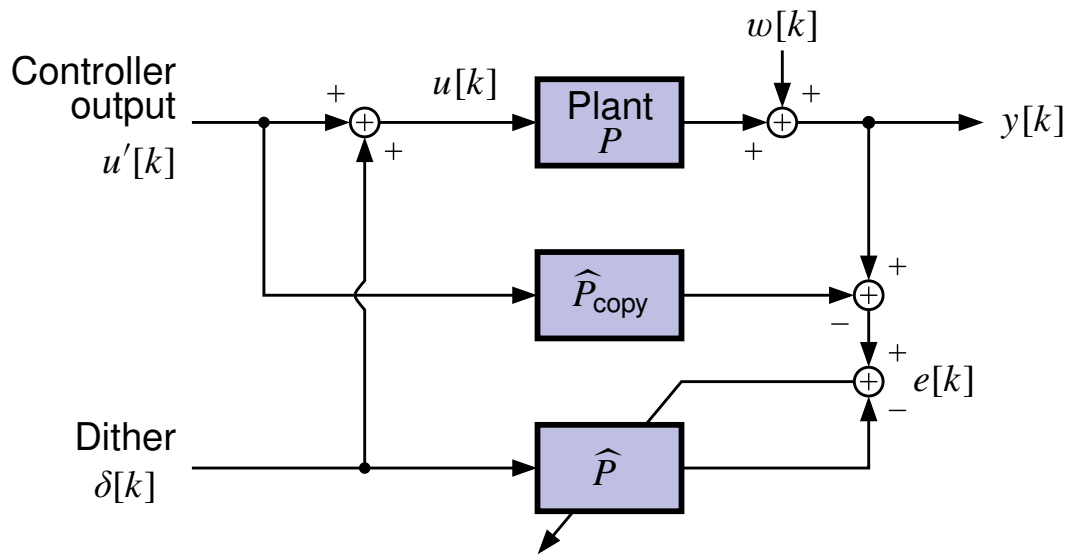 w[k]
Controller
output
u′[k]
+
+
+
u[k]
Plant
P
+
+
y[k]
P̂copy
+
−
+
e[k]
−
Dither
δ[k]
+
+
P̂